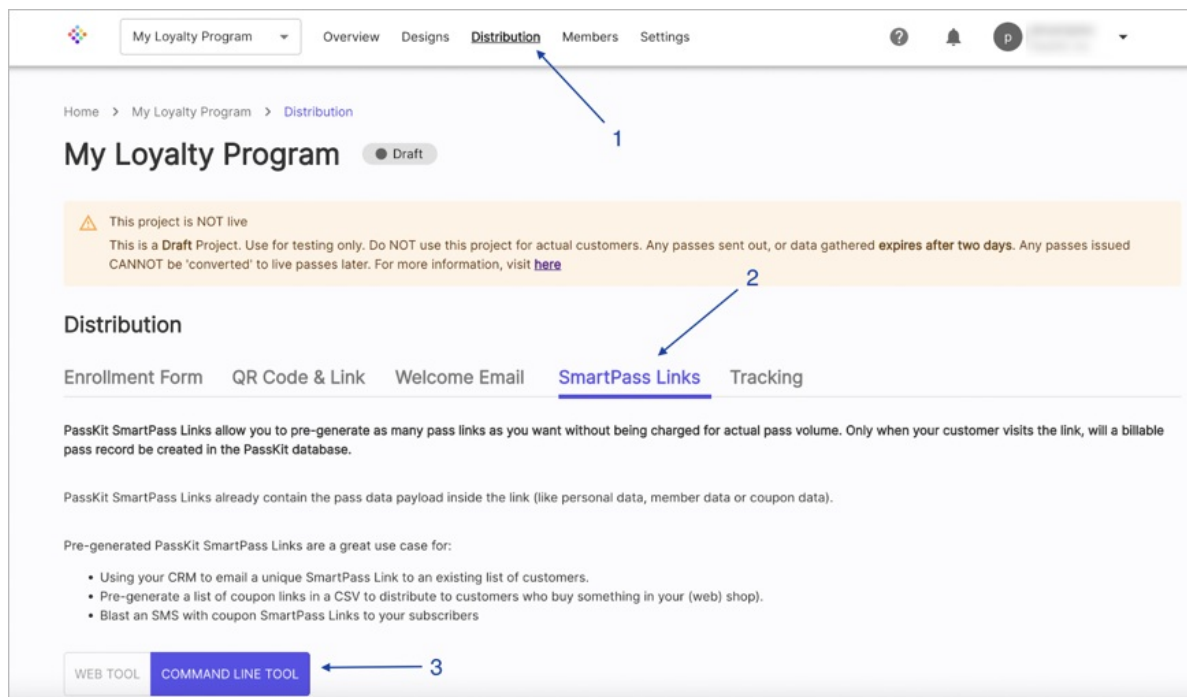 My Loyalty Program Overview Designs Distribution Members Settings ? p
1
Home > My Loyalty Program > Distribution
My Loyalty Program Draft
This project is NOT live
This is a Draft Project. Use for testing only. Do NOT use this project for actual customers. Any passes sent out, or data gathered expires after two days. Any passes issued
CANNOT be 'converted' to live passes later. For more information, visit here
2
Distribution
Enrollment Form QR Code & Link Welcome Email SmartPass Links Tracking
PassKit SmartPass Links allow you to pre-generate as many pass links as you want without being charged for actual pass volume. Only when your customer visits the link, will a billable
pass record be created in the PassKit database.
PassKit SmartPass Links already contain the pass data payload inside the link (like personal data, member data or coupon data).
Pre-generated PassKit SmartPass Links are a great use case for:
• Using your CRM to email a unique SmartPass Link to an existing list of customers.
• Pre-generate a list of coupon links in a CSV to distribute to customers who buy something in your (web) shop).
• Blast an SMS with coupon SmartPass Links to your subscribers
WEB TOOL COMMAND LINE TOOL 3